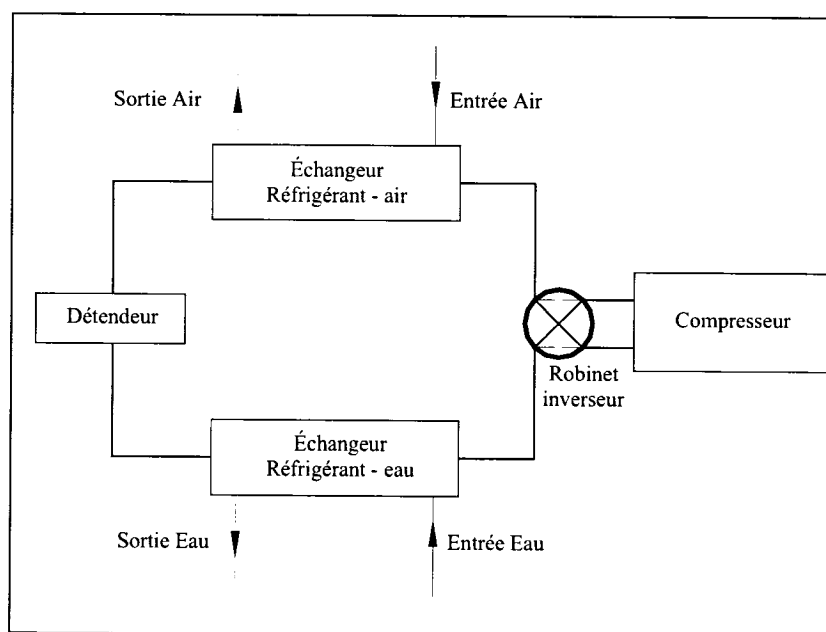 Sortie Air
Entrée Air
Échangeur
Réfrigérant - air
Détendeur
Compresseur
Robinet
inverseur
Échangeur
Réfrigérant - eau
Sortie Eau
Entrée Eau